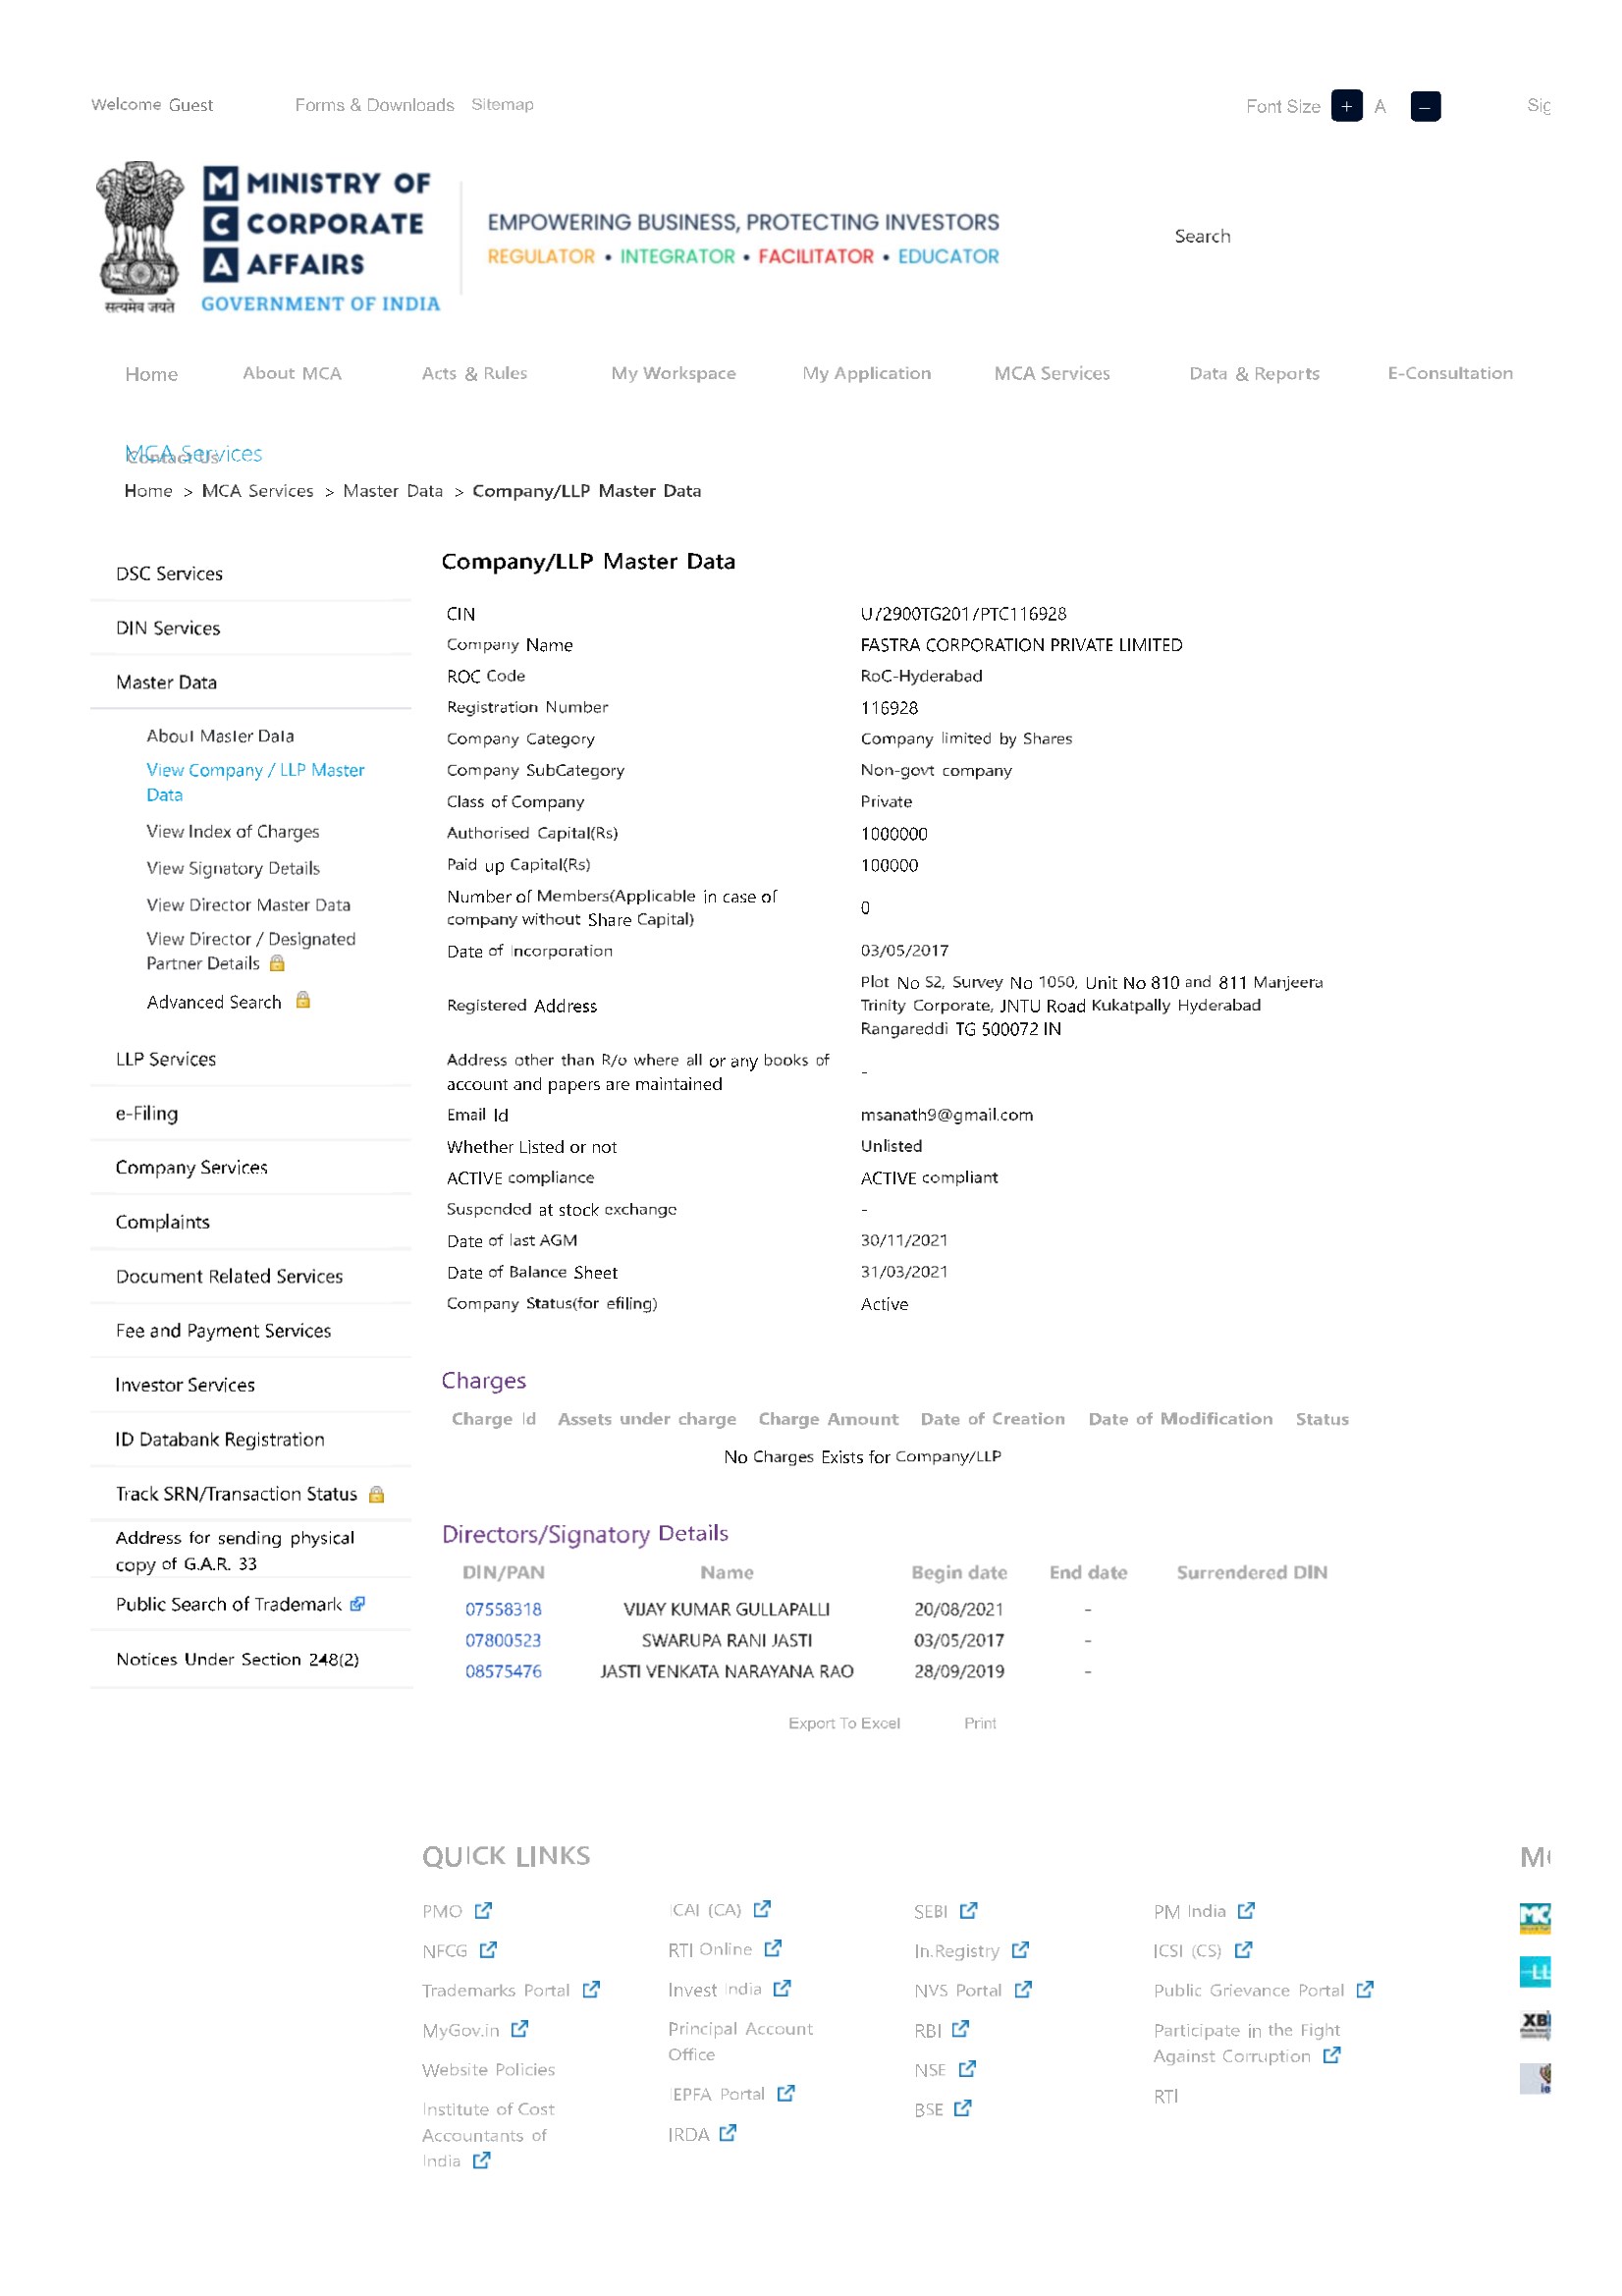 Welcome Guest Forms & Downloads Sitemap Font Size + A – Sig
MINISTRY OF
CORPORATE
AFFAIRS
M
C
A
GOVERNMENT OF INDIA
सत्यमेव जयते
EMPOWERING BUSINESS, PROTECTING INVESTORS
REGULATOR • INTEGRATOR • FACILITATOR • EDUCATOR
Search
Home About MCA Acts & Rules My Workspace My Application MCA Services Data & Reports E-Consultation
Contact Us
MCA Services
Home > MCA Services > Master Data > Company/LLP Master Data
DSC Services
DIN Services
Master Data
About Master Data
View Company / LLP Master
Data
View Index of Charges
View Signatory Details
View Director Master Data
View Director / Designated
Partner Details
Advanced Search
LLP Services
e-Filing
Company Services
Complaints
Document Related Services
Fee and Payment Services
Investor Services
ID Databank Registration
Track SRN/Transaction Status
Address for sending physical
copy of G.A.R. 33
Public Search of Trademark
Notices Under Section 248(2)
Company/LLP Master Data
CIN U72900TG2017PTC116928
Company Name FASTRA CORPORATION PRIVATE LIMITED
ROC Code RoC-Hyderabad
Registration Number 116928
Company Category Company limited by Shares
Company SubCategory Non-govt company
Class of Company Private
Authorised Capital(Rs) 1000000
Paid up Capital(Rs) 100000
Number of Members(Applicable in case of
company without Share Capital) 0
Date of Incorporation 03/05/2017
Registered Address Plot No S2, Survey No 1050, Unit No 810 and 811 Manjeera
Trinity Corporate, JNTU Road Kukatpally Hyderabad
Rangareddi TG 500072 IN
Address other than R/o where all or any books of
account and papers are maintained -
Email Id msanath9@gmail.com
Whether Listed or not Unlisted
ACTIVE compliance ACTIVE compliant
Suspended at stock exchange -
Date of last AGM 30/11/2021
Date of Balance Sheet 31/03/2021
Company Status(for efiling) Active
Charges
Charge Id Assets under charge Charge Amount Date of Creation Date of Modification Status
No Charges Exists for Company/LLP
Directors/Signatory Details
DIN/PAN Name Begin date End date Surrendered DIN
07558318 VIJAY KUMAR GULLAPALLI 20/08/2021 -
07800523 SWARUPA RANI JASTI 03/05/2017 -
08575476 JASTI VENKATA NARAYANA RAO 28/09/2019 -
Export To Excel Print
QUICK LINKS
PMO
NFCG
Trademarks Portal
MyGov.in
Website Policies
Institute of Cost
Accountants of
India
ICAI (CA)
RTI Online
Invest India
Principal Account
Office
IEPFA Portal
IRDA
SEBI
In.Registry
NVS Portal
RBI
NSE
BSE
PM India
ICSI (CS)
Public Grievance Portal
Participate in the Fight
Against Corruption
RTI
MC
LL
XB